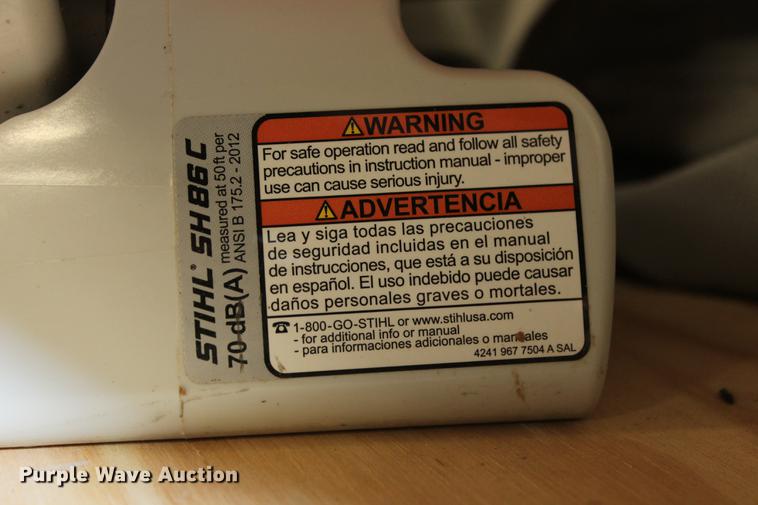 STIHL® SH 86 C
70 dB(A) measured at 50ft per
ANSI B 175.2 - 2012
WARNING
For safe operation read and follow all safety
precautions in instruction manual - improper
use can cause serious injury.
ADVERTENCIA
Lea y siga todas las precauciones
de seguridad incluidas en el manual
de instrucciones, que está a su disposición
en español. El uso indebido puede causar
daños personales graves o mortales.
1-800-GO-STIHL or www.stihlusa.com
- for additional info or manual
- para informaciones adicionales o manuales
4241 967 7504 A SAL
Purple Wave Auction